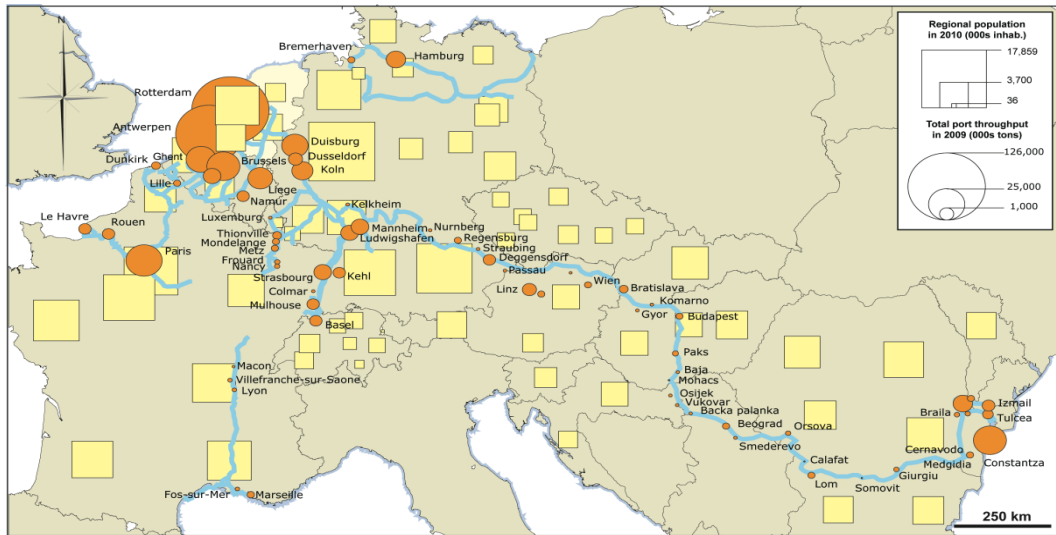 Regional population
in 2010 (000s inhab.)
17,859
3,700
36
Total port throughput
in 2009 (000s tons)
126,000
25,000
1,000
Bremerhaven
Hamburg
Rotterdam
Antwerpen
Duisburg
Dusseldorf
Koln
Dunkirk
Ghent
Brussels
Lille
Liege
Namur
Kelkheim
Le Havre
Rouen
Luxemburg
Mannheim
Nurnberg
Thionville
Ludwigshafen
Regensburg
Mondelange
Straubing
Paris
Metz
Deggensdorf
Frouard
Nancy
Passau
Strasbourg
Kehl
Wien
Colmar
Linz
Bratislava
Mulhouse
Komarno
Gyor
Budapest
Basel
Paks
Macon
Baja
Villefranche-sur-Saone
Mohacs
Lyon
Osijek
Vukovar
Izmail
Backa palanka
Braila
Tulcea
Beograd
Orsova
Smederevo
Cernavodo
Calafat
Medgidia
Constantza
Giurgiu
Lom
Somovit
Fos-sur-Mer
Marseille
250 km